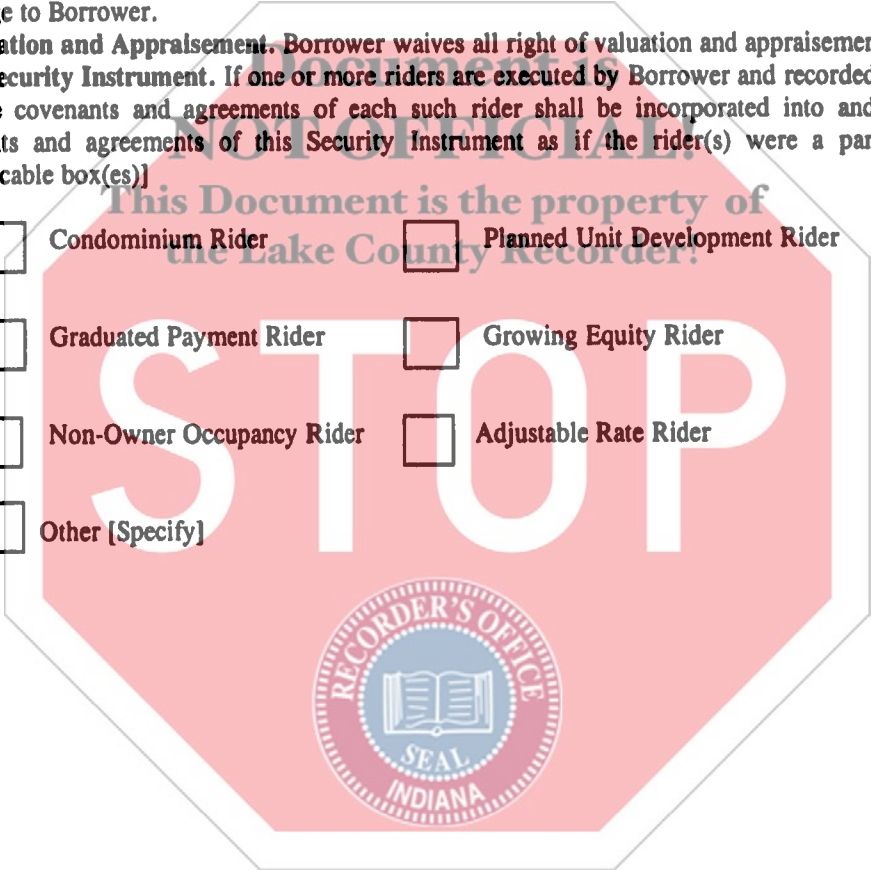 e to Borrower.
ation and Appraisement. Borrower waives all right of valuation and appraisemen
ecurity Instrument. If one or more riders are executed by Borrower and recorded
covenants and agreements of each such rider shall be incorporated into and
ts and agreements of this Security Instrument as if the rider(s) were a par
cable box(es)]
Document is
NOT OFFICIAL!
This Document is the property of
the Lake County Recorder!
Condominium Rider Planned Unit Development Rider
Graduated Payment Rider Growing Equity Rider
Non-Owner Occupancy Rider Adjustable Rate Rider
Other [Specify]
STOP
RECORDER'S OFFICE
SEAL
INDIANA